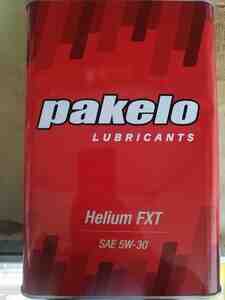 pakelo
LUBRICANTS
Helium FXT
SAE 5W-30